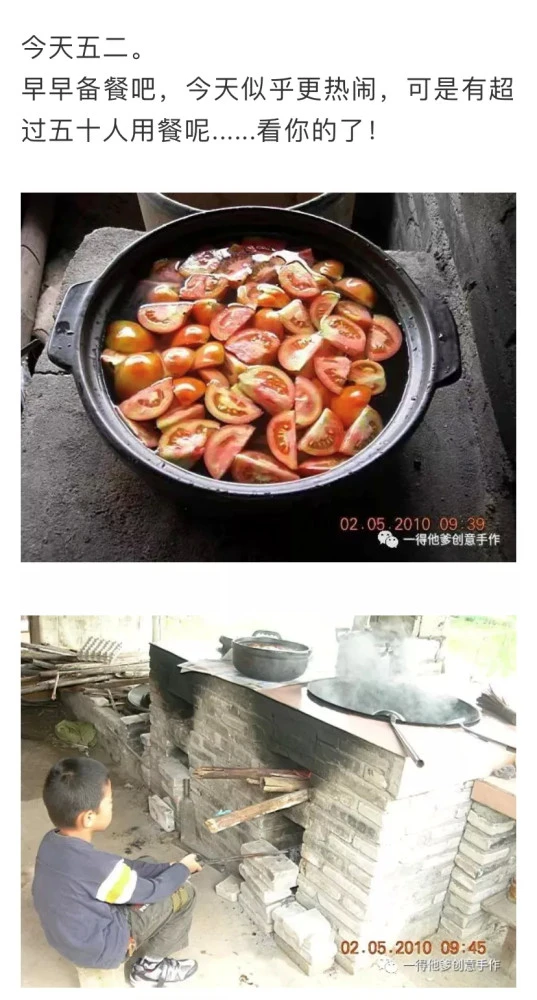 今天五二。
早早备餐吧，今天似乎更热闹，可是有超
过五十人用餐呢......看你的了！
02.05.2010 09:39
一得他爹创意手作
02.05.2010 09:45
一得他爹创意手作